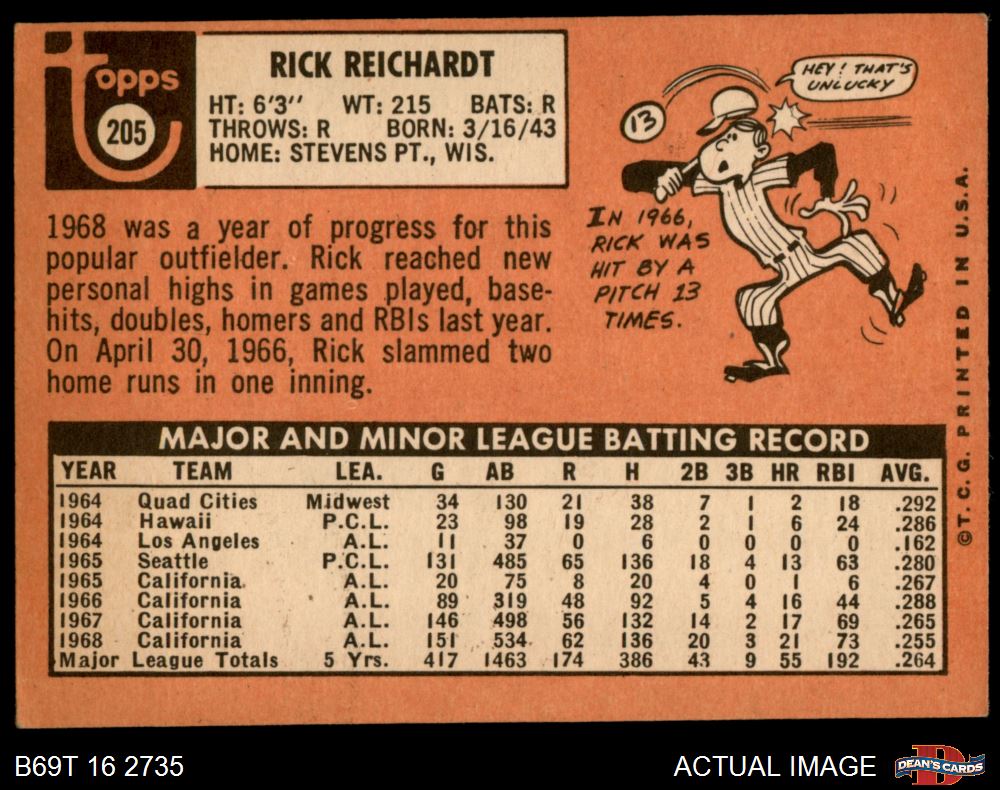 topps
205
RICK REICHARDT
HT: 6'3" WT: 215 BATS: R
THROWS: R BORN: 3/16/43
HOME: STEVENS PT., WIS.
HEY! THAT'S
UNLUCKY
13
IN 1966,
RICK WAS
HIT BY A
PITCH 13
TIMES.
1968 was a year of progress for this
popular outfielder. Rick reached new
personal highs in games played, base-
hits, doubles, homers and RBIs last year.
On April 30, 1966, Rick slammed two
home runs in one inning.
MAJOR AND MINOR LEAGUE BATTING RECORD
YEAR TEAM LEA. G AB R H 2B 3B HR RBI AVG.
1964 Quad Cities Midwest 34 130 21 38 7 1 2 18 .292
1964 Hawaii P.C.L. 23 98 19 28 2 1 6 24 .286
1964 Los Angeles A.L. 11 37 0 6 0 0 0 0 .162
1965 Seattle P.C.L. 131 485 65 136 18 4 13 63 .280
1965 California A.L. 20 75 8 20 4 0 1 6 .267
1966 California A.L. 89 319 48 92 5 4 16 44 .288
1967 California A.L. 146 498 56 132 14 2 17 69 .265
1968 California A.L. 151 534 62 136 20 3 21 73 .255
Major League Totals 5 Yrs. 417 1463 174 386 43 9 55 192 .264
©T.C.G. PRINTED IN U.S.A.
B69T 16 2735
ACTUAL IMAGE
D
DEAN'S CARDS